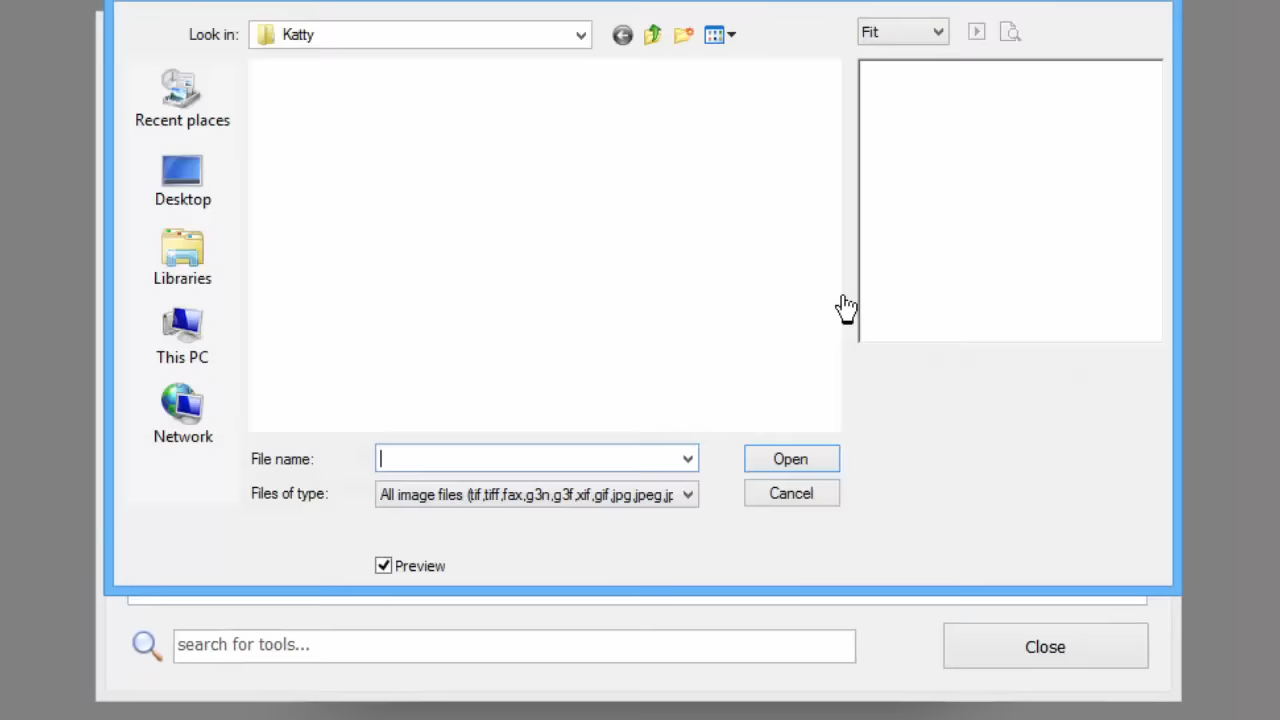 Look in: Katty Fit
Recent places
Desktop
Libraries
This PC
Network
File name: Open
Files of type: All image files (tif,tiff,fax,g3n,g3f,xif,gif,jpg,jpeg,jp Cancel
Preview
search for tools... Close